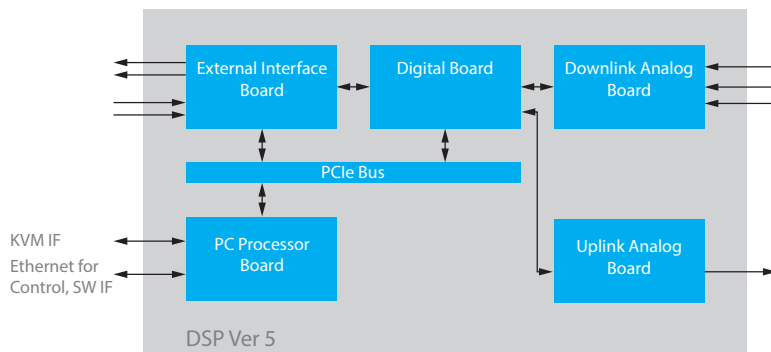 External Interface
Board
Digital Board
Downlink Analog
Board
PCIe Bus
KVM IF
Ethernet for
Control, SW IF
PC Processor
Board
Uplink Analog
Board
DSP Ver 5